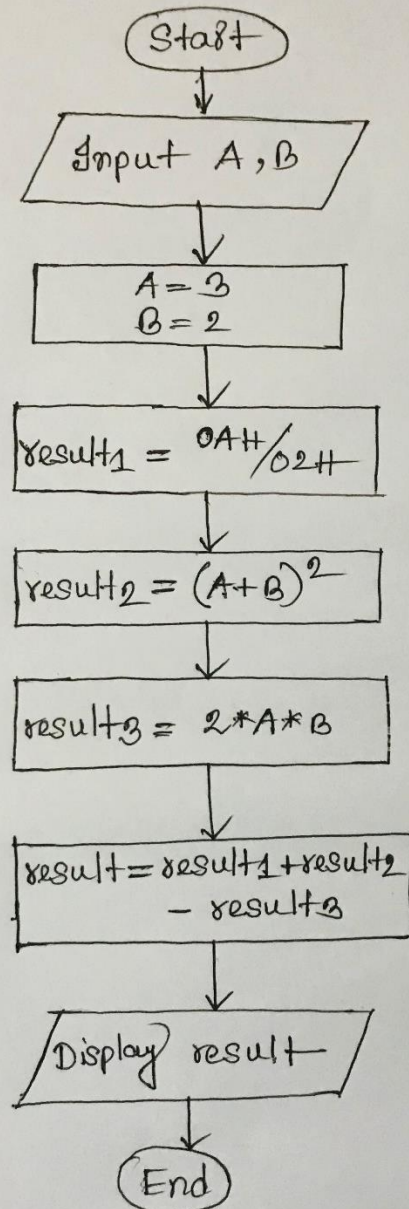 Start
Input A, B
A = 3
B = 2
result1 = 0AH/02H
result2 = (A+B)²
result3 = 2*A*B
result = result1 + result2
- result3
Display result
End